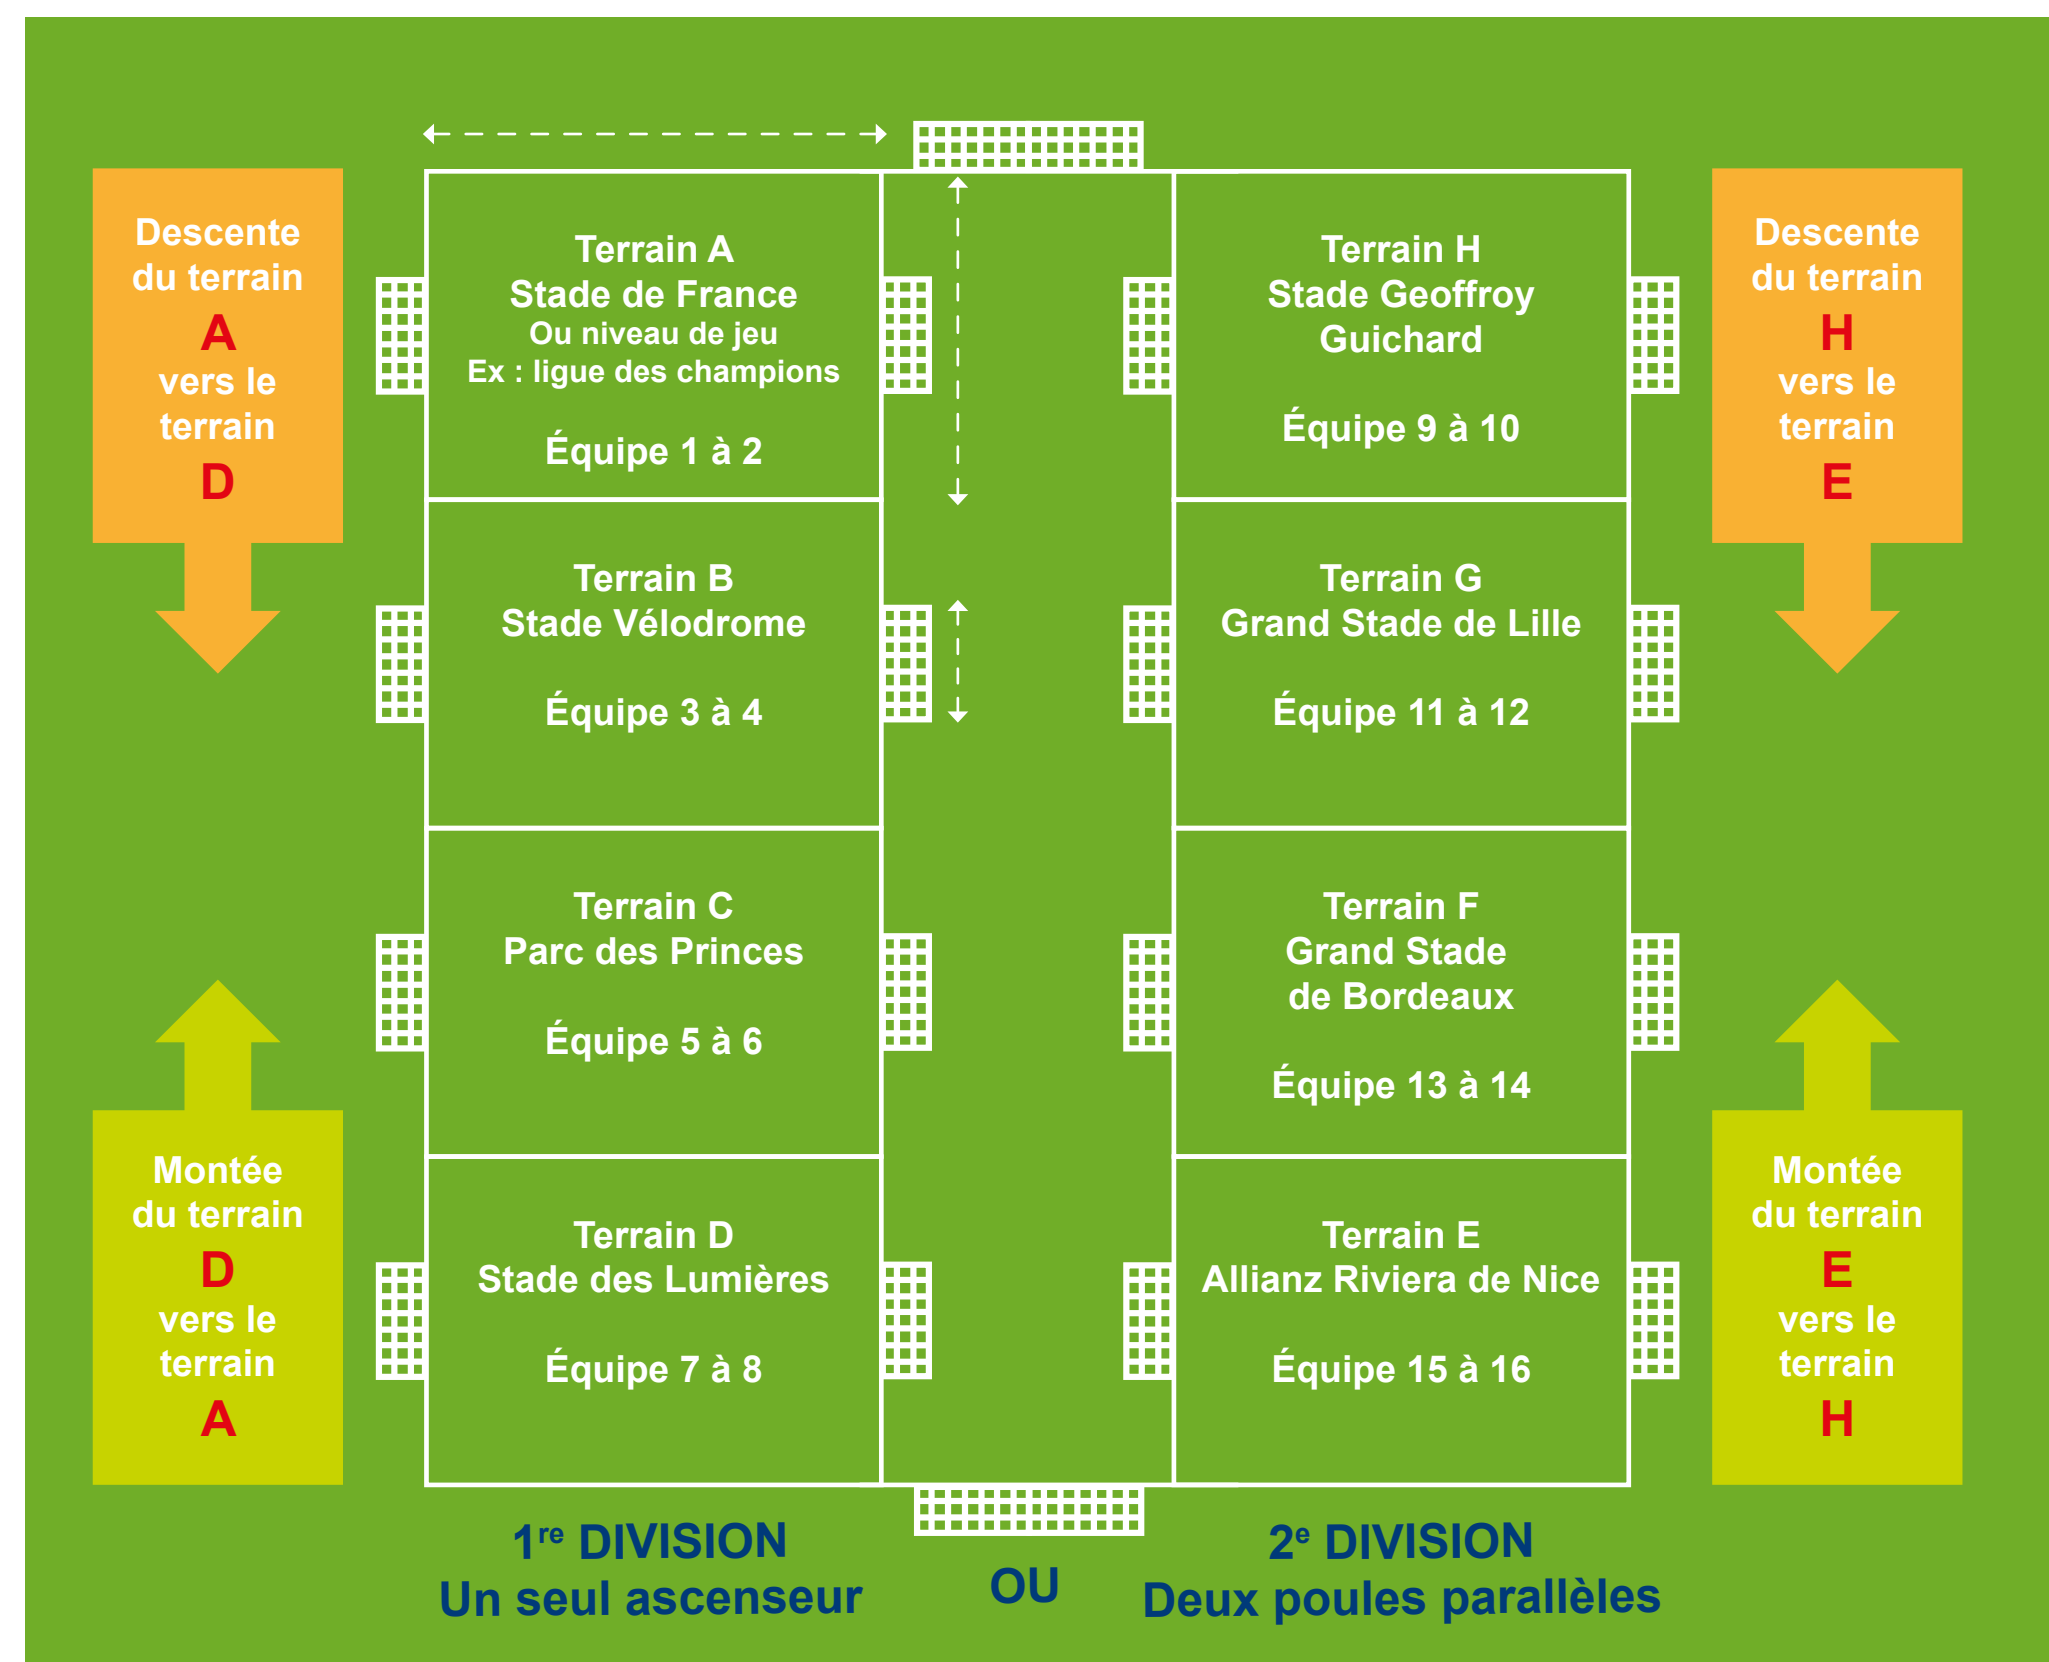 Descente
du terrain
A
vers le
terrain
D
Montée
du terrain
D
vers le
terrain
A
Terrain A
Stade de France
Ou niveau de jeu
Ex : ligue des champions
Équipe 1 à 2
Terrain B
Stade Vélodrome
Équipe 3 à 4
Terrain C
Parc des Princes
Équipe 5 à 6
Terrain D
Stade des Lumières
Équipe 7 à 8
Terrain H
Stade Geoffroy
Guichard
Équipe 9 à 10
Terrain G
Grand Stade de Lille
Équipe 11 à 12
Terrain F
Grand Stade
de Bordeaux
Équipe 13 à 14
Terrain E
Allianz Riviera de Nice
Équipe 15 à 16
Descente
du terrain
H
vers le
terrain
E
Montée
du terrain
E
vers le
terrain
H
1re DIVISION
Un seul ascenseur
OU
2e DIVISION
Deux poules parallèles